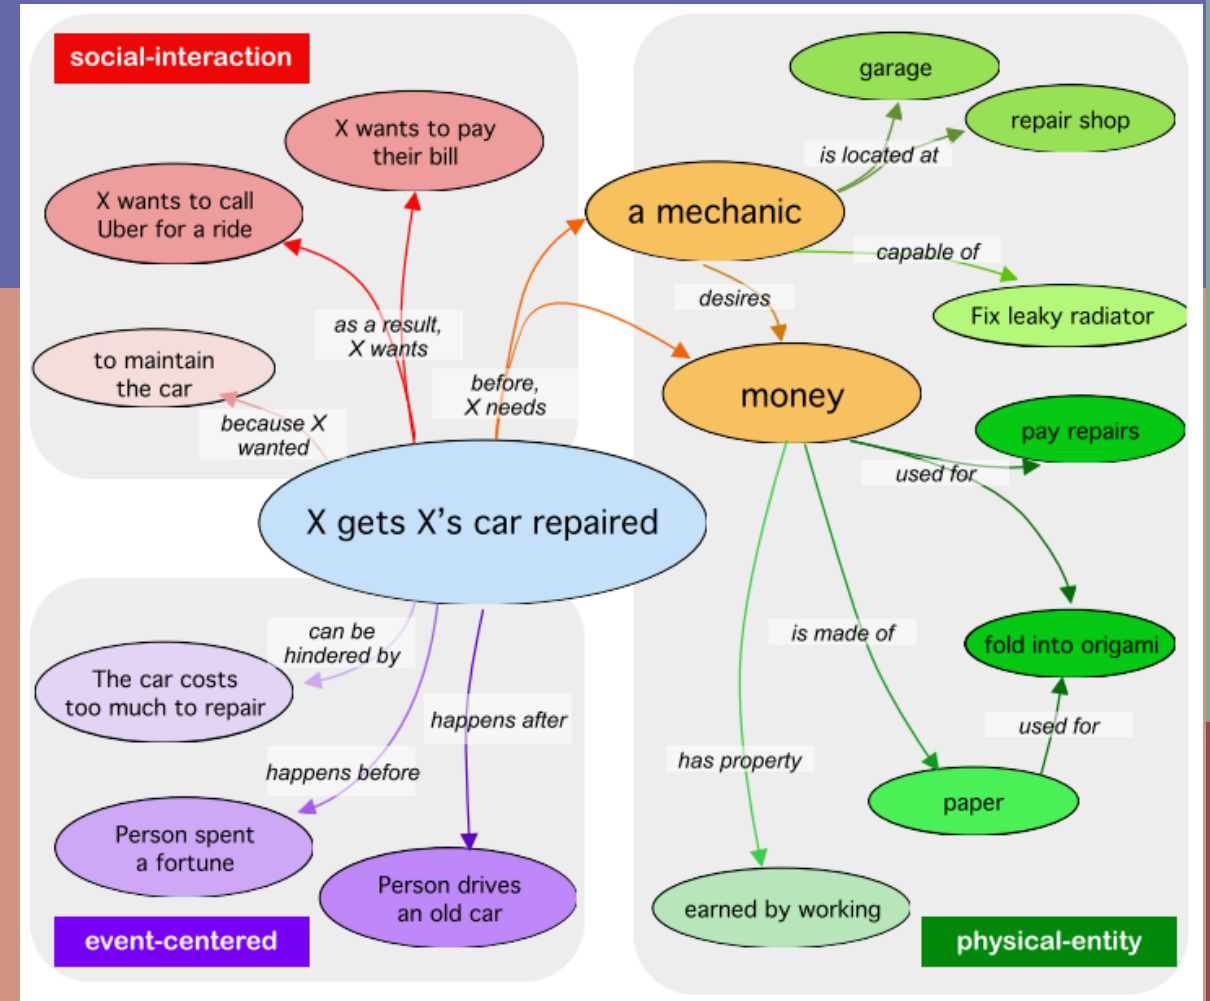 social-interaction
X wants to pay
their bill
X wants to call
Uber for a ride
to maintain
the car
as a result,
X wants
because X
wanted
before,
X needs
garage
repair shop
is located at
a mechanic
capable of
desires
Fix leaky radiator
money
pay repairs
used for
X gets X's car repaired
is made of
fold into origami
used for
has property
paper
earned by working
physical-entity
can be
hindered by
The car costs
too much to repair
happens after
happens before
Person spent
a fortune
Person drives
an old car
event-centered